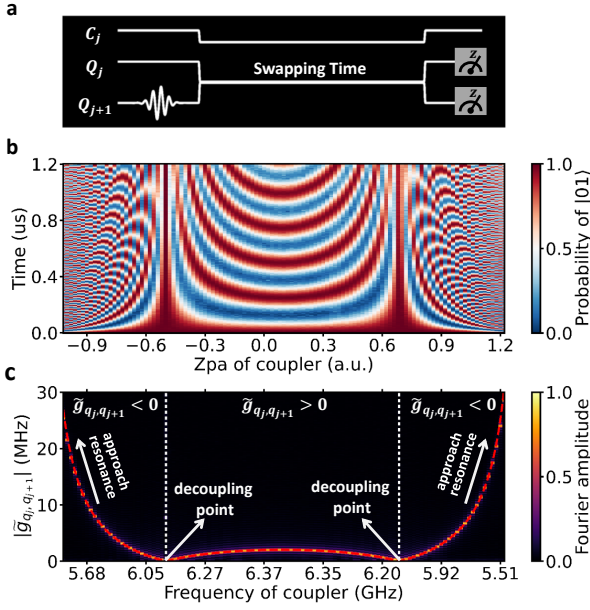 a
C_j
Q_j
Swapping Time
Z
Q_{j+1}
Z
b
1.2
0.8
0.4
0.0
Time (us)
−0.9 −0.6 −0.3 0.0 0.3 0.6 0.9 1.2
Zpa of coupler (a.u.)
1.0
0.5
0.0
Probability of |01⟩
c
30
20
10
0
|g̃_{q_j, q_{j+1}}| (MHz)
g̃_{q_j,q_{j+1}} < 0
g̃_{q_j,q_{j+1}} > 0
g̃_{q_j,q_{j+1}} < 0
approach
resonance
decoupling
point
decoupling
point
approach
resonance
5.68 6.05 6.27 6.37 6.35 6.20 5.92 5.51
Frequency of coupler (GHz)
1.0
0.5
0.0
Fourier amplitude